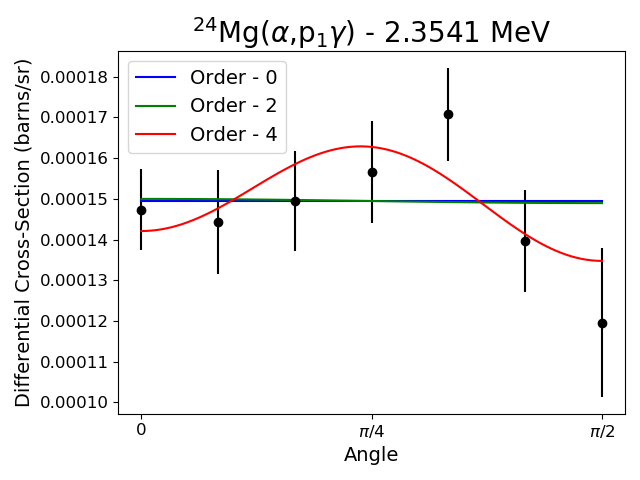 ²⁴Mg(α,p₁γ) - 2.3541 MeV
Order - 0
Order - 2
Order - 4
Differential Cross-Section (barns/sr)
0.00018
0.00017
0.00016
0.00015
0.00014
0.00013
0.00012
0.00011
0.00010
0 π/4 π/2
Angle